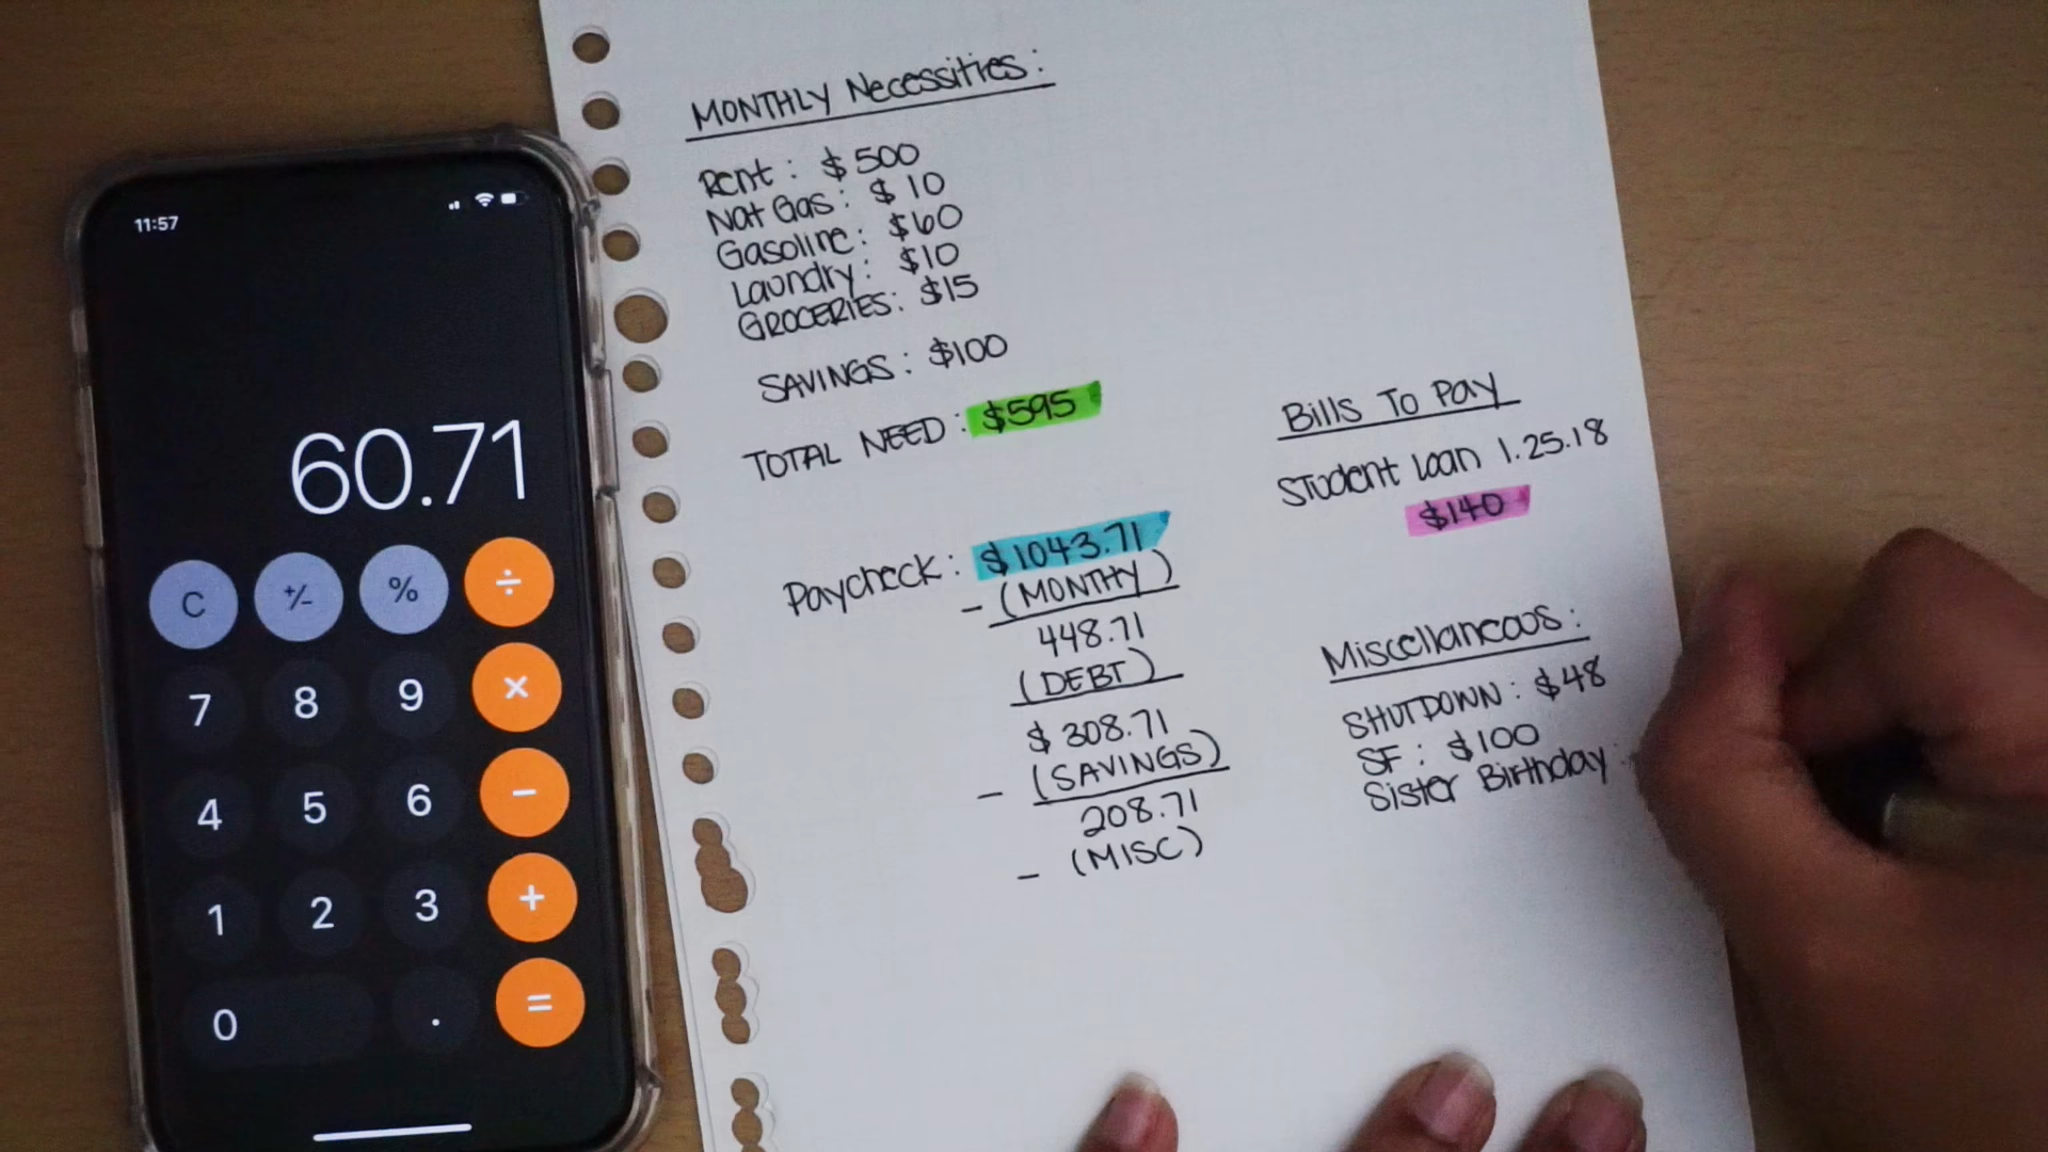 11:57
60.71
C +/- % ÷
7 8 9 ×
4 5 6 −
1 2 3 +
0 . =
MONTHLY Necessities:
Rent: $500
Nat Gas: $10
Gasoline: $60
Laundry: $10
GROCERIES: $15
SAVINGS: $100
TOTAL NEED: $595
Paycheck: $1043.71
- (MONTHY)
448.71
(DEBT)
$308.71
- (SAVINGS)
208.71
- (MISC)
Bills To Pay
Student Loan 1.25.18
$140
Miscellaneous:
SHUTDOWN: $48
SF: $100
Sister Birthday: